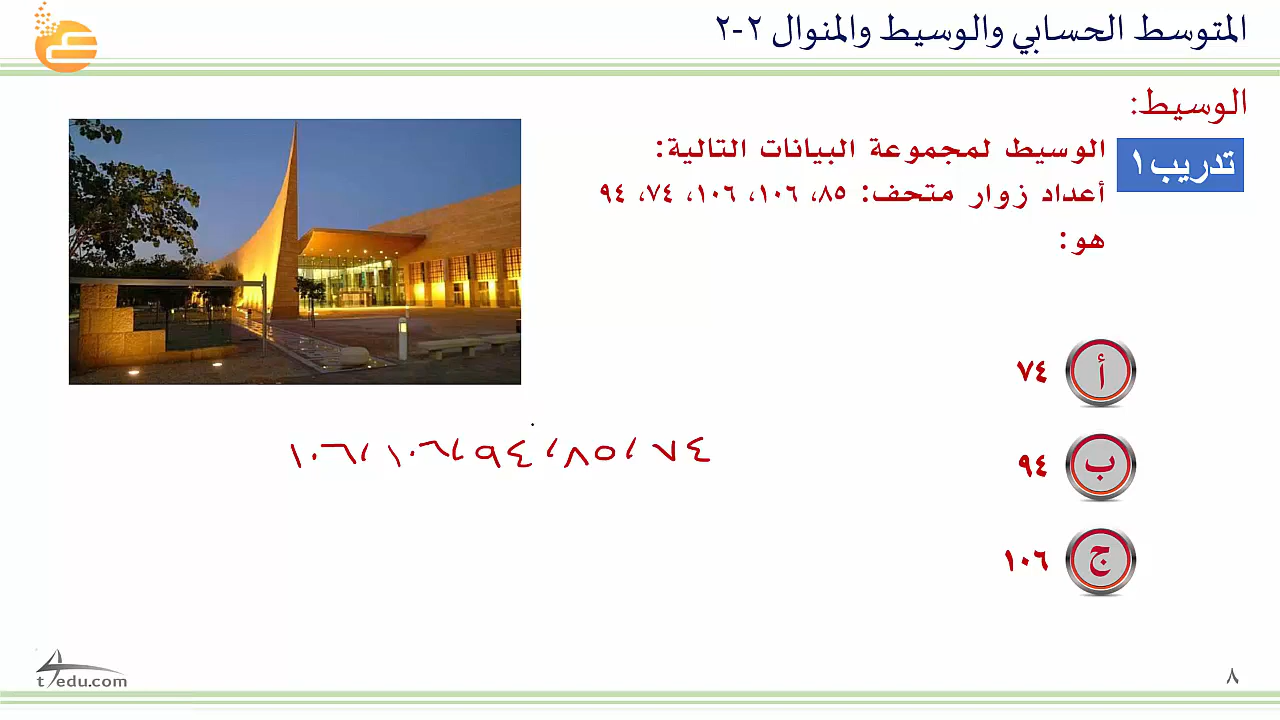 المتوسط الحسابي والوسيط والمنوال ٢-٢
الوسيط:
تدريب ١
الوسيط لمجموعة البيانات التالية:
أعداد زوار متحف: ٨٥، ١٠٦، ١٠٦، ٧٤، ٩٤
هو:
أ ٧٤
ب ٩٤
ج ١٠٦
٧٤، ٨٥، ٩٤، ١٠٦، ١٠٦
t4edu.com
٨